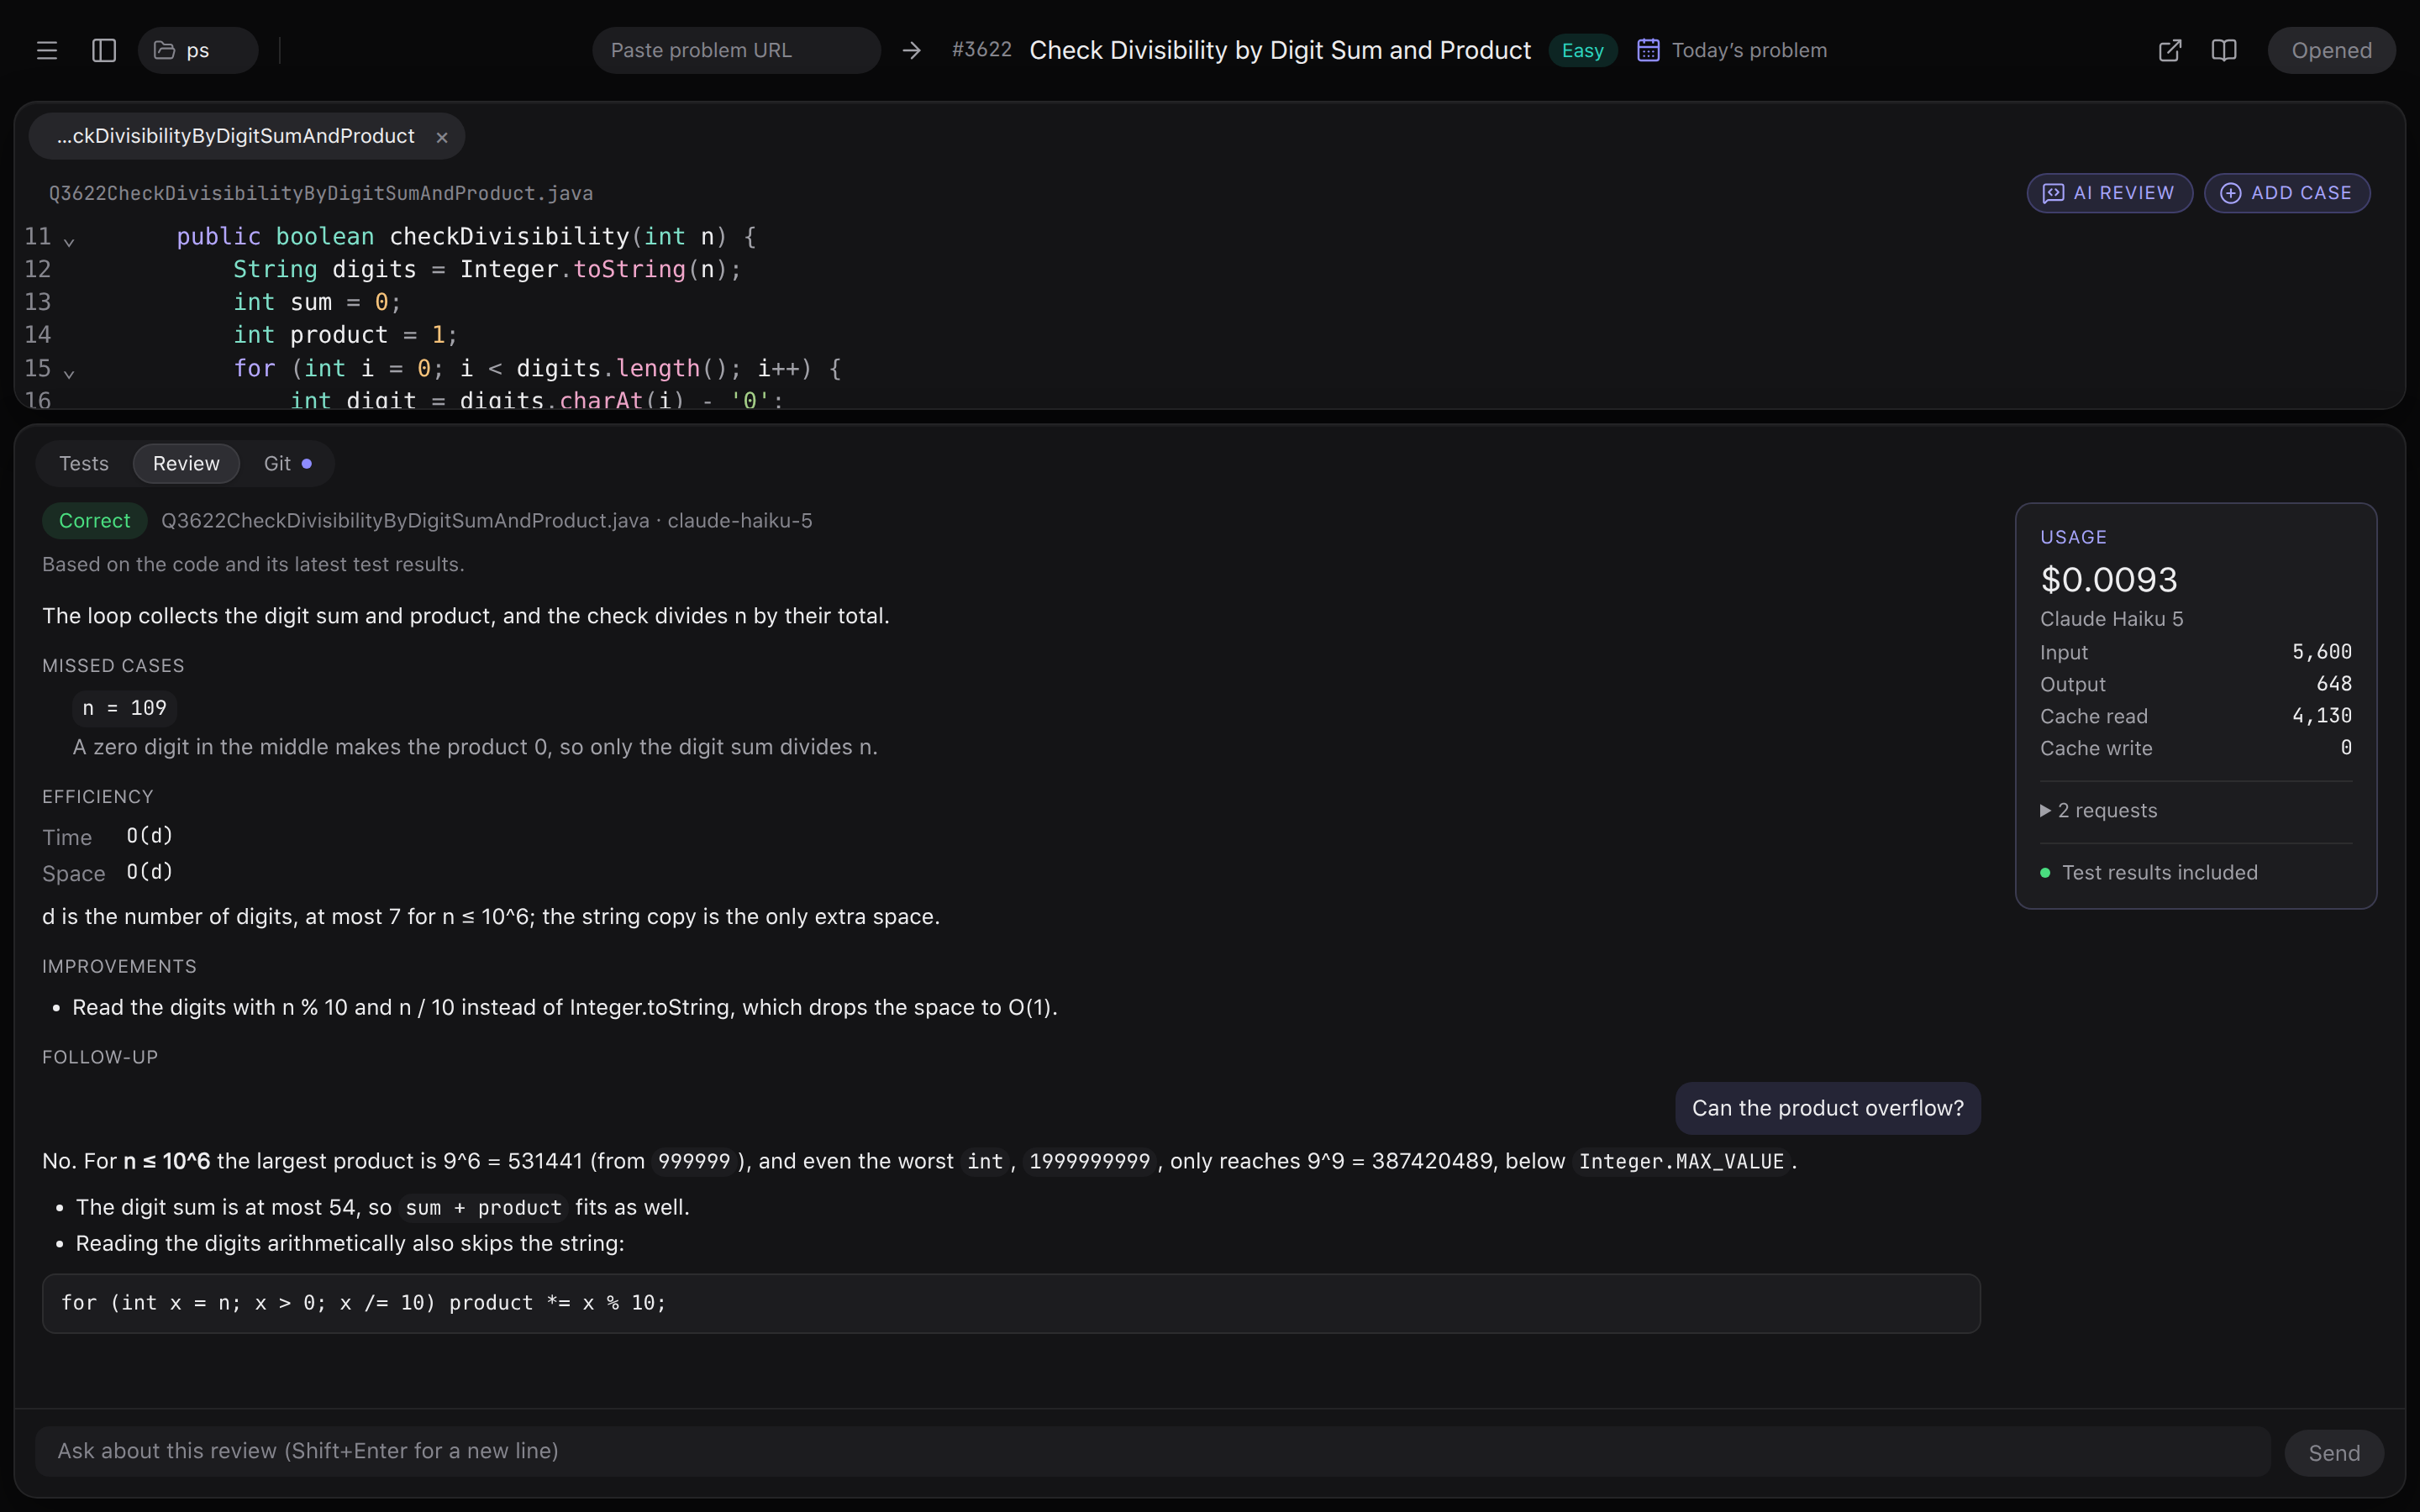 ps
Paste problem URL
#3622 Check Divisibility by Digit Sum and Product Easy Today’s problem
Opened
...ckDivisibilityByDigitSumAndProduct ×
Q3622CheckDivisibilityByDigitSumAndProduct.java
AI REVIEW
ADD CASE
11 public boolean checkDivisibility(int n) {
12 String digits = Integer.toString(n);
13 int sum = 0;
14 int product = 1;
15 for (int i = 0; i < digits.length(); i++) {
16 int digit = digits.charAt(i) - '0';
Tests Review Git
Correct Q3622CheckDivisibilityByDigitSumAndProduct.java · claude-haiku-5
Based on the code and its latest test results.
The loop collects the digit sum and product, and the check divides n by their total.
MISSED CASES
n = 109
A zero digit in the middle makes the product 0, so only the digit sum divides n.
EFFICIENCY
Time O(d)
Space O(d)
d is the number of digits, at most 7 for n ≤ 10^6; the string copy is the only extra space.
IMPROVEMENTS
• Read the digits with n % 10 and n / 10 instead of Integer.toString, which drops the space to O(1).
FOLLOW-UP
Can the product overflow?
No. For n ≤ 10^6 the largest product is 9^6 = 531441 (from 999999), and even the worst int, 1999999999, only reaches 9^9 = 387420489, below Integer.MAX_VALUE.
• The digit sum is at most 54, so sum + product fits as well.
• Reading the digits arithmetically also skips the string:
for (int x = n; x > 0; x /= 10) product *= x % 10;
USAGE
$0.0093
Claude Haiku 5
Input 5,600
Output 648
Cache read 4,130
Cache write 0
2 requests
Test results included
Ask about this review (Shift+Enter for a new line)
Send